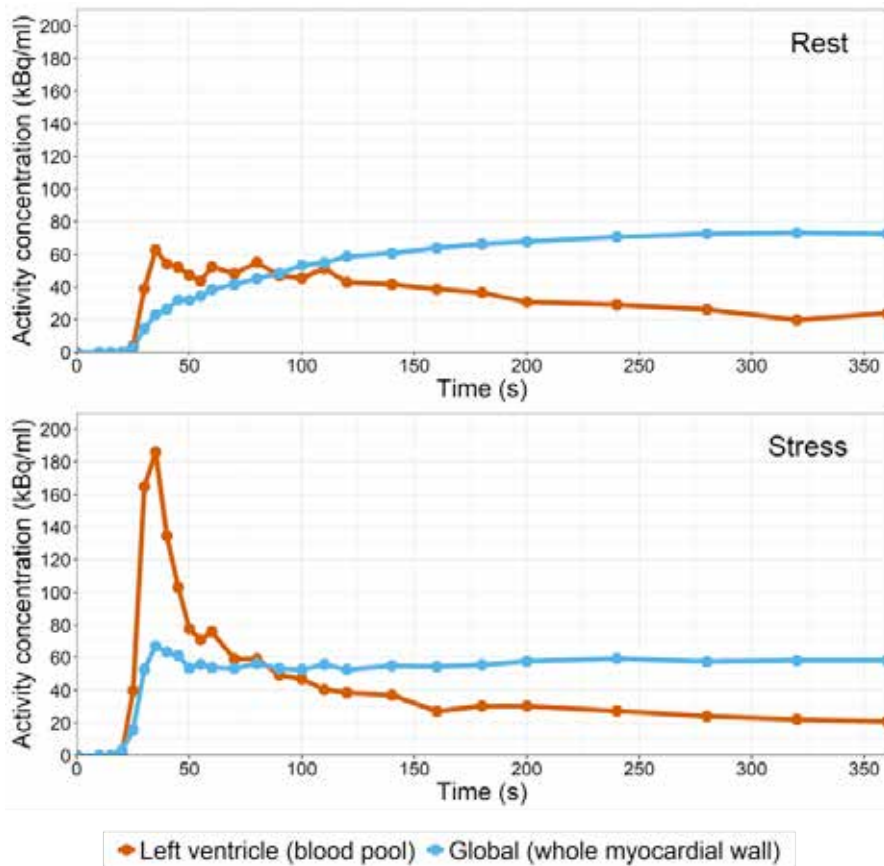 Activity concentration (kBq/ml)
200
180
160
140
120
100
80
60
40
20
0
Rest
0 50 100 150 200 250 300 350
Time (s)
Activity concentration (kBq/ml)
200
180
160
140
120
100
80
60
40
20
0
Stress
0 50 100 150 200 250 300 350
Time (s)
Left ventricle (blood pool) Global (whole myocardial wall)